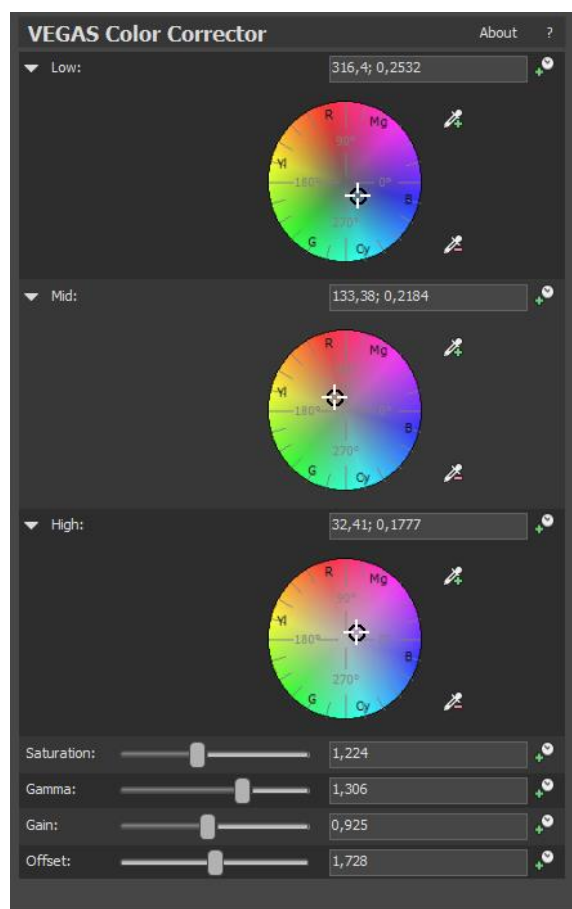 VEGAS Color Corrector About ?
Low: 316,4; 0,2532
R Mg
90°
Yl 180° 0° B
270°
G Cy
Mid: 133,38; 0,2184
R Mg
Yl 180° 0° B
270°
G Cy
High: 32,41; 0,1777
R Mg
90°
Yl 180° B
270°
G Cy
Saturation: 1,224
Gamma: 1,306
Gain: 0,925
Offset: 1,728